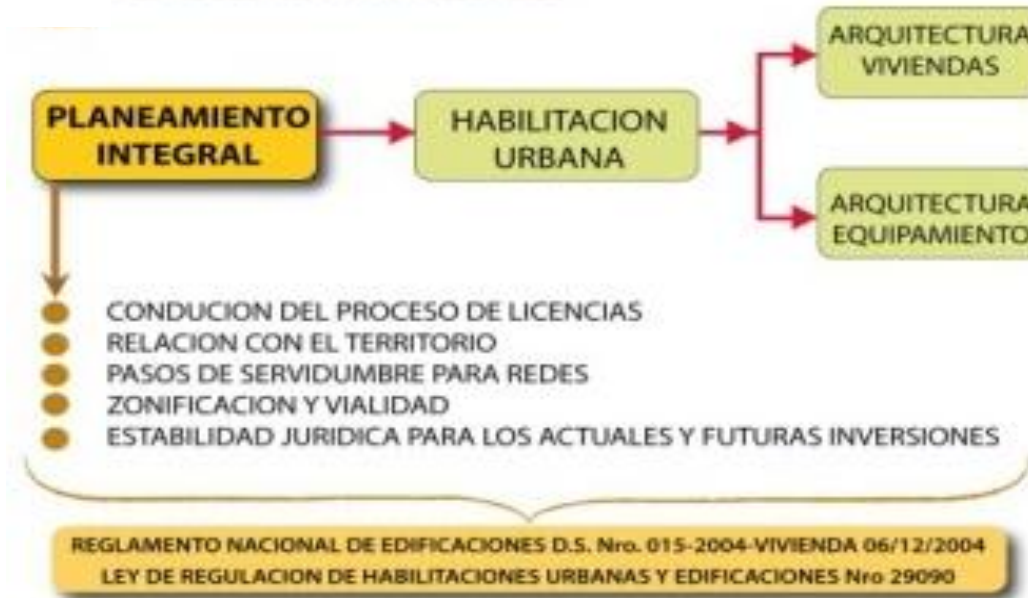 PLANEAMIENTO
INTEGRAL
HABILITACION
URBANA
ARQUITECTURA
VIVIENDAS
ARQUITECTURA
EQUIPAMIENTO
CONDUCION DEL PROCESO DE LICENCIAS
RELACION CON EL TERRITORIO
PASOS DE SERVIDUMBRE PARA REDES
ZONIFICACION Y VIALIDAD
ESTABILIDAD JURIDICA PARA LOS ACTUALES Y FUTURAS INVERSIONES
REGLAMENTO NACIONAL DE EDIFICACIONES D.S. Nro. 015-2004-VIVIENDA 06/12/2004
LEY DE REGULACION DE HABILITACIONES URBANAS Y EDIFICACIONES Nro 29090